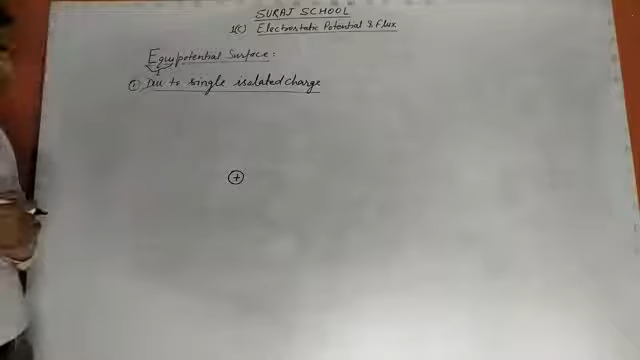 SURAJ SCHOOL
1(C) Electrostatic Potential & Flux
Equipotential Surface :
① Due to single isolated charge
+